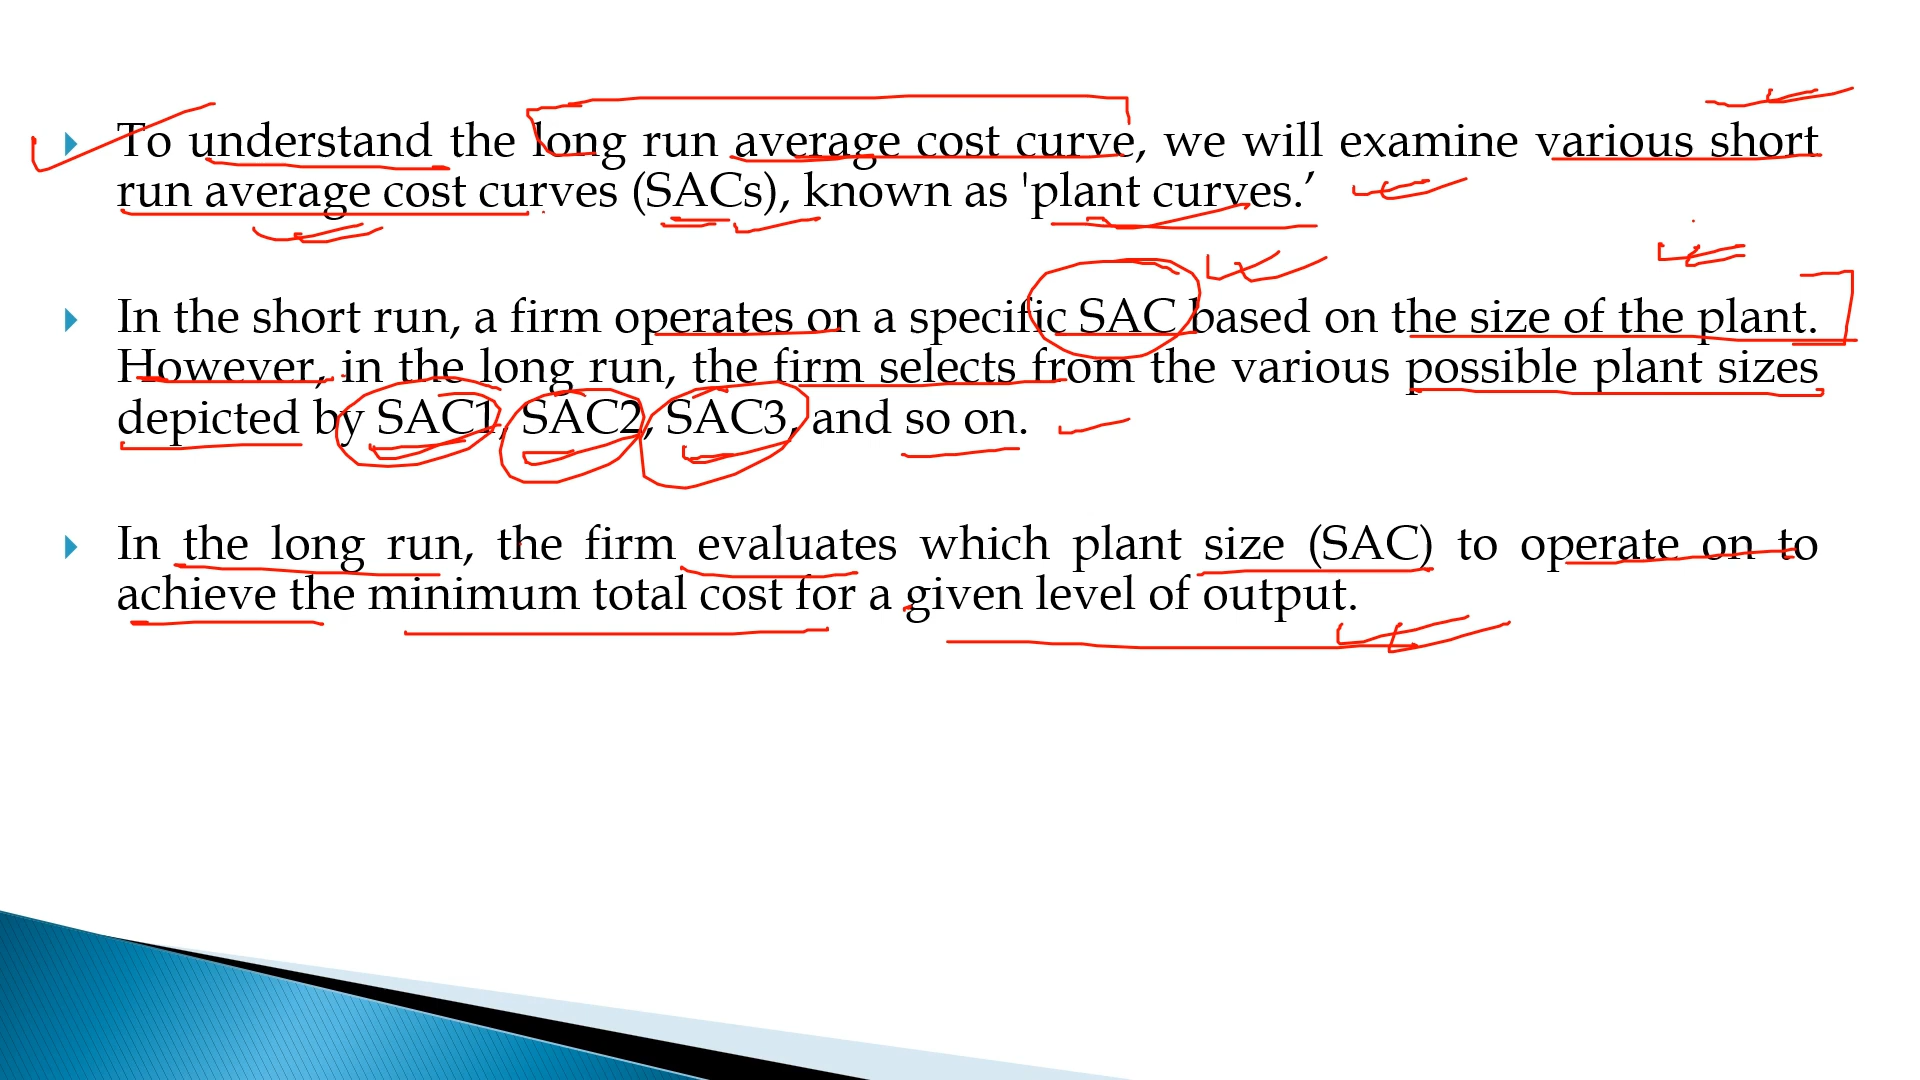 To understand the long run average cost curve, we will examine various short
run average cost curves (SACs), known as 'plant curves.’
In the short run, a firm operates on a specific SAC based on the size of the plant.
However, in the long run, the firm selects from the various possible plant sizes
depicted by SAC1, SAC2, SAC3, and so on.
In the long run, the firm evaluates which plant size (SAC) to operate on to
achieve the minimum total cost for a given level of output.